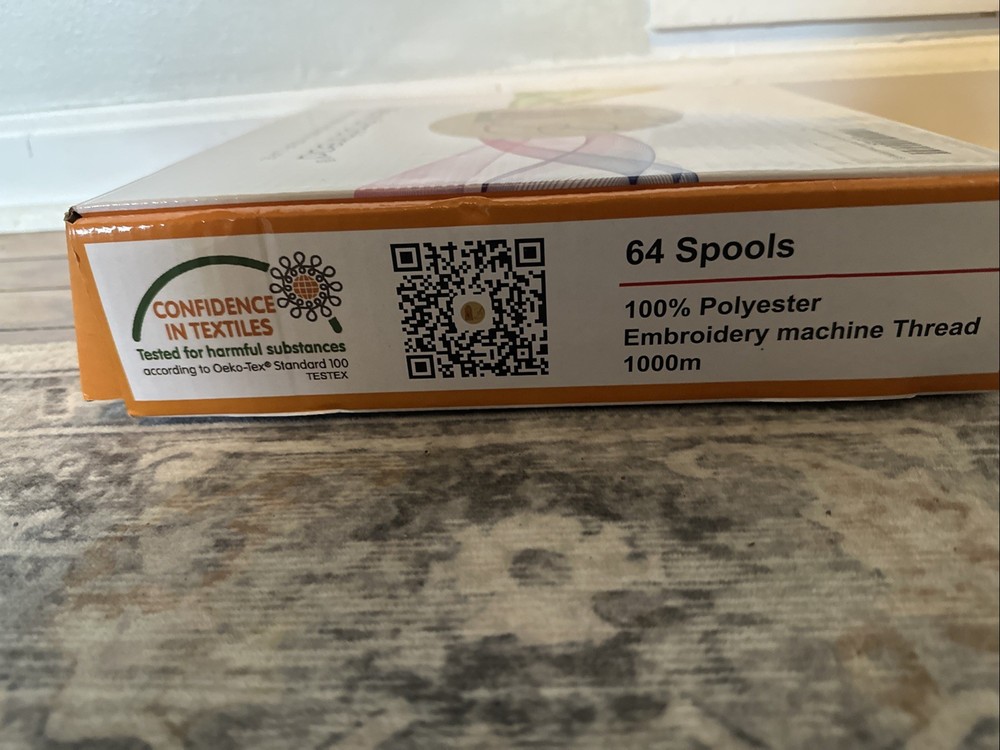 CONFIDENCE
IN TEXTILES
Tested for harmful substances
according to Oeko-Tex® Standard 100
TESTEX
64 Spools
100% Polyester
Embroidery machine Thread
1000m